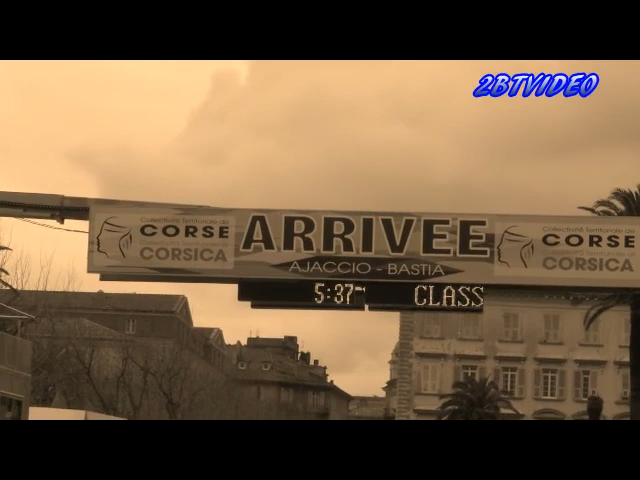 2BTVIDEO
Collectivité Territoriale de
CORSE
CORSICA
ARRIVEE
AJACCIO - BASTIA
Collectivité Territoriale de
CORSE
CORSICA
5:37
CLASS